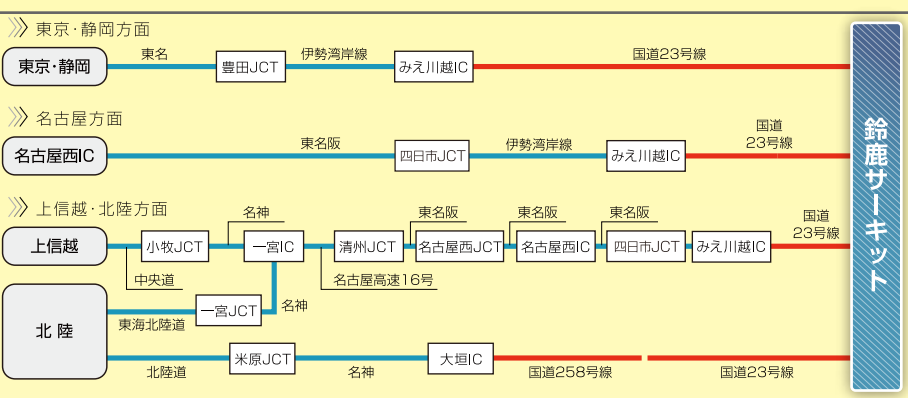 東京・静岡方面
東京・静岡
東名
豊田JCT
伊勢湾岸線
みえ川越IC
国道23号線
名古屋方面
名古屋西IC
東名阪
四日市JCT
伊勢湾岸線
みえ川越IC
国道
23号線
上信越・北陸方面
上信越
中央道
小牧JCT
名神
一宮IC
名古屋高速16号
清州JCT
東名阪
名古屋西JCT
東名阪
名古屋西IC
東名阪
四日市JCT
みえ川越IC
国道
23号線
北陸
東海北陸道
一宮JCT
名神
北陸道
米原JCT
名神
大垣IC
国道258号線
国道23号線
鈴鹿サーキット